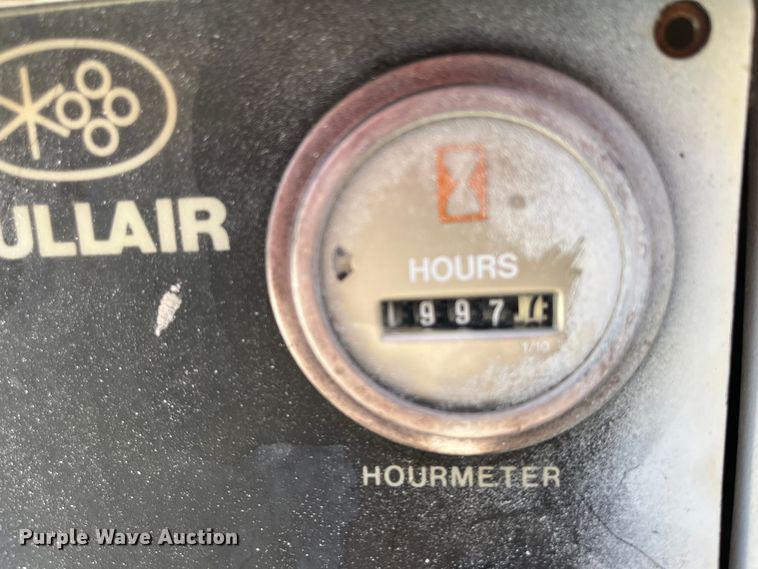 ULLAIR
HOURS
1997
1/10
HOURMETER
Purple Wave Auction